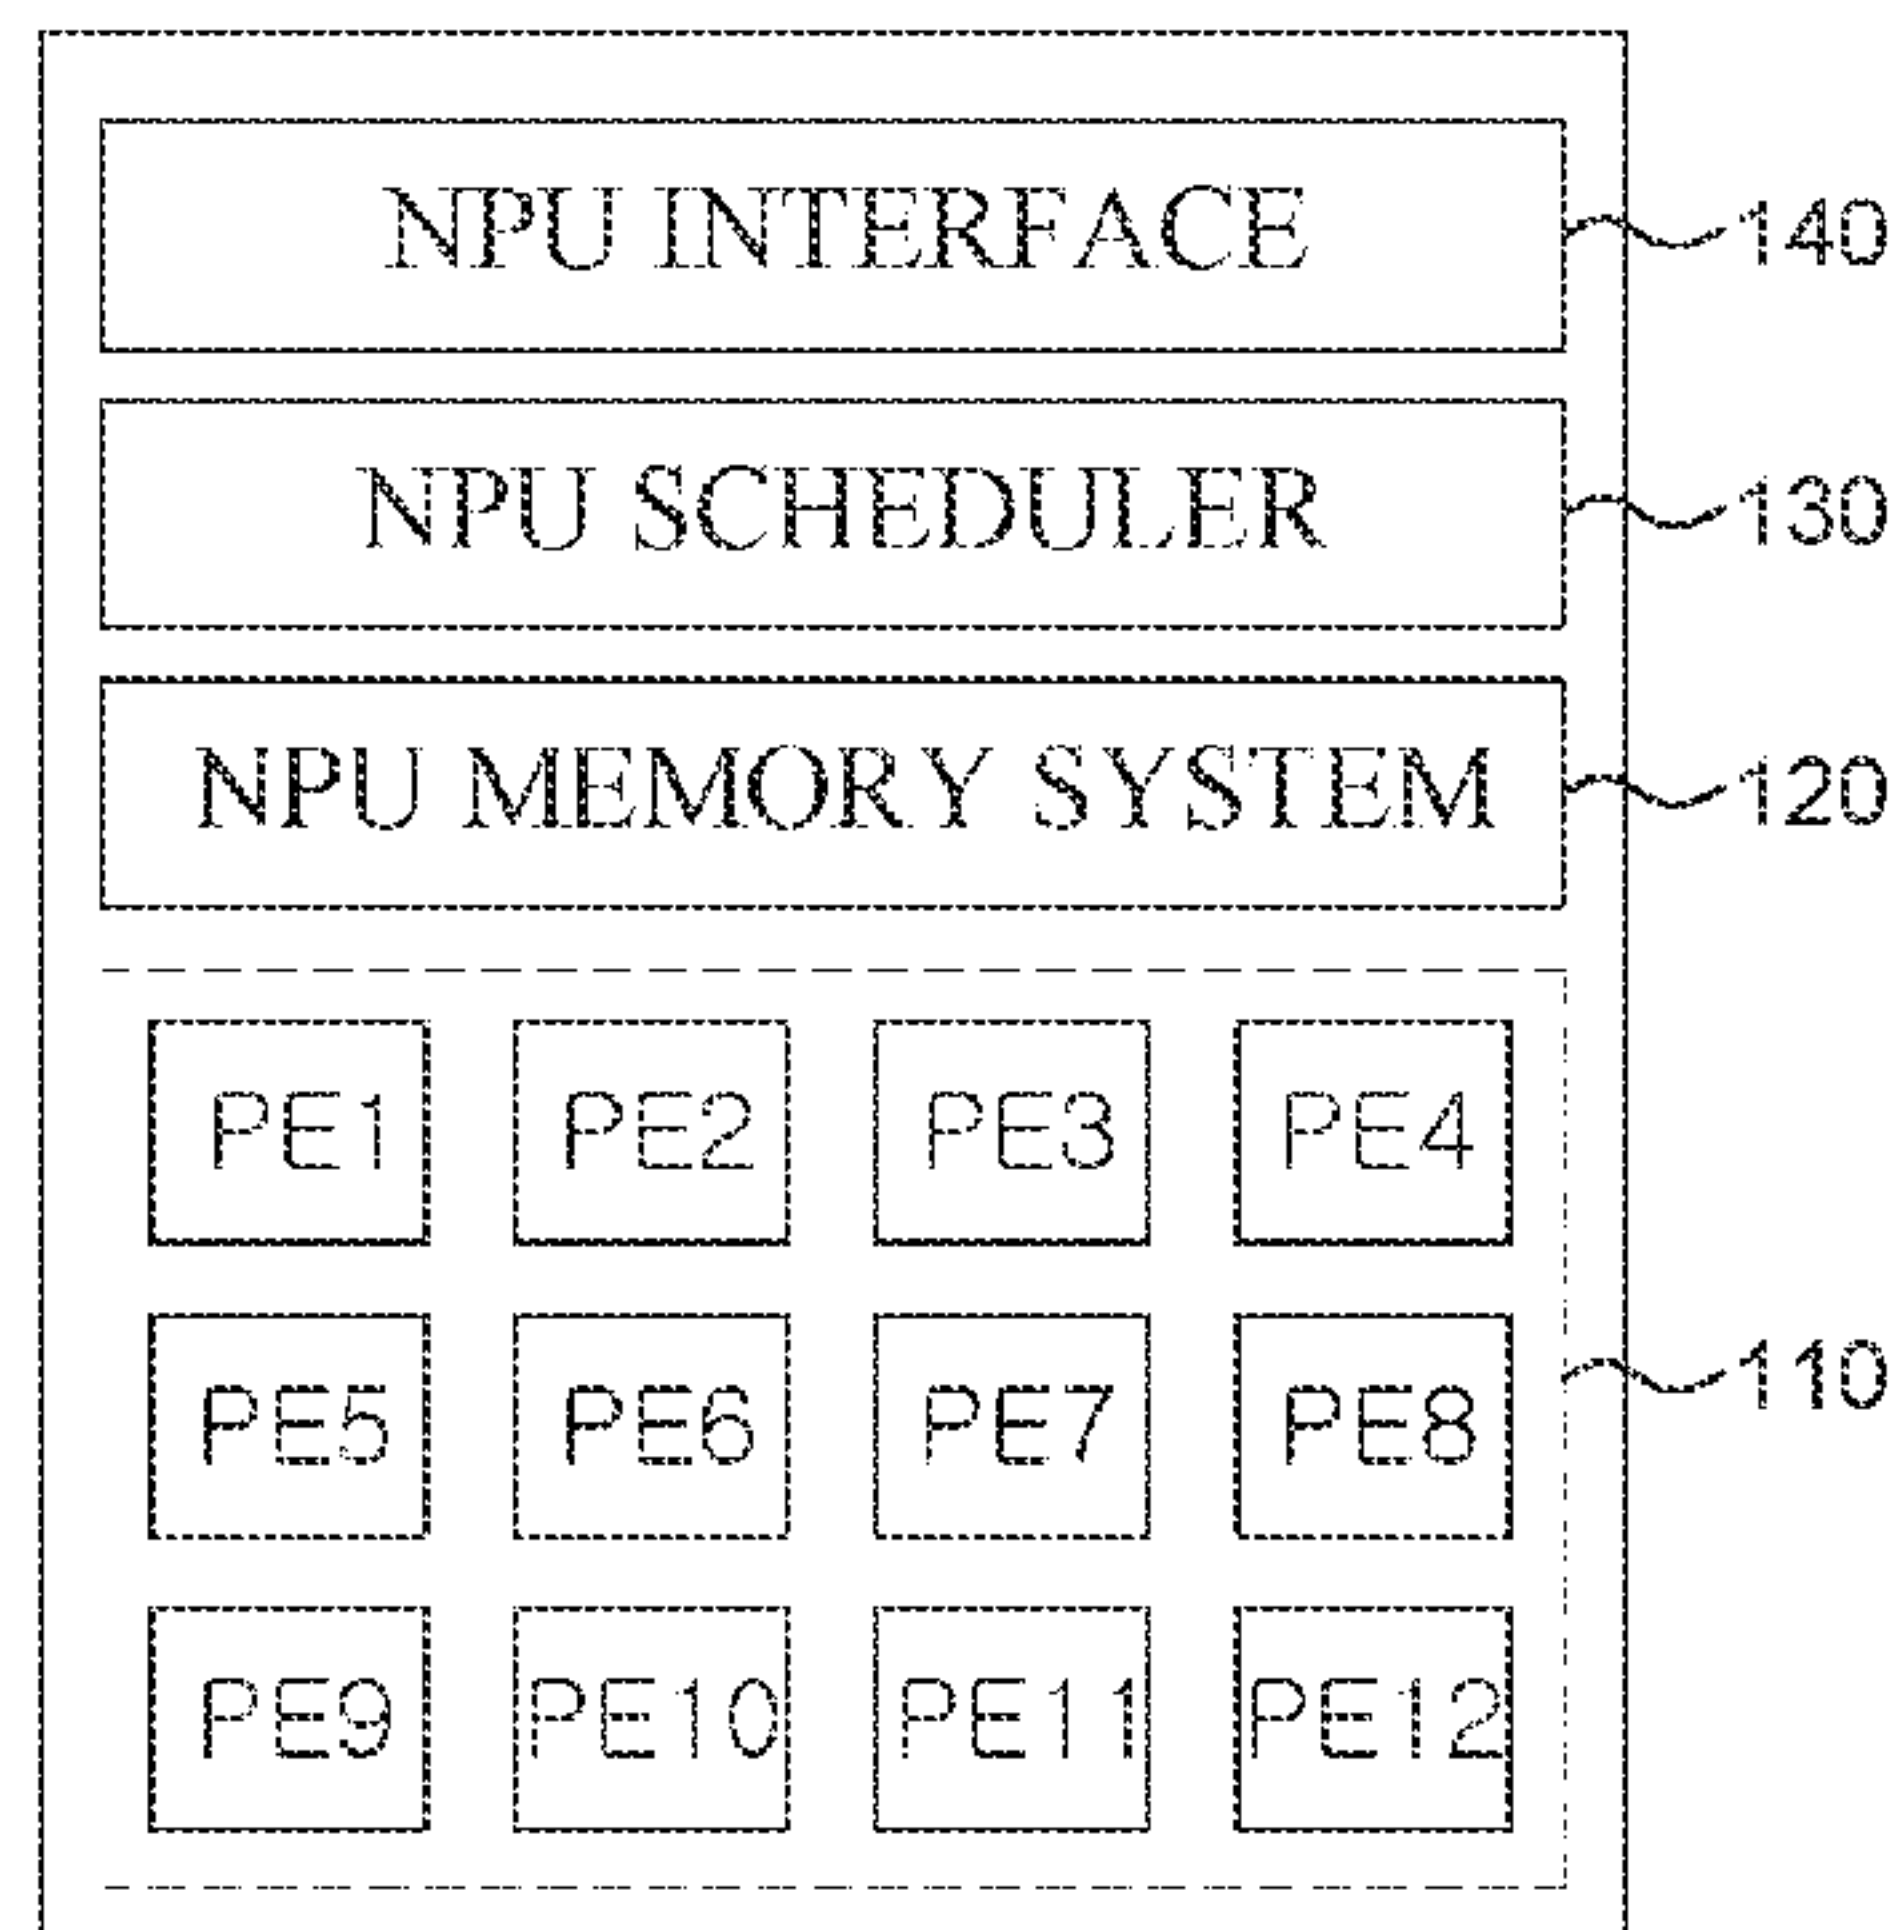 NPU INTERFACE 140
NPU SCHEDULER 130
NPU MEMORY SYSTEM 120
PE1 PE2 PE3 PE4
PE5 PE6 PE7 PE8 110
PE9 PE10 PE11 PE12